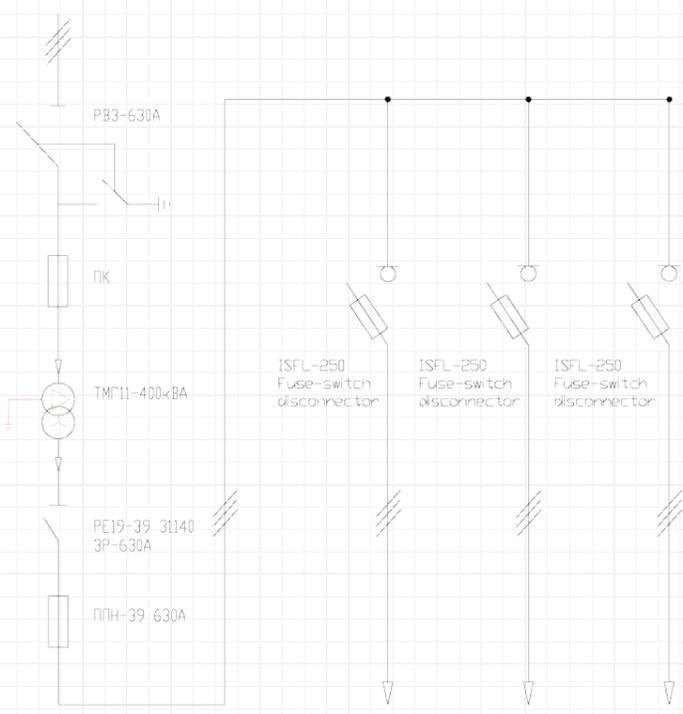 РВЗ-630А
ПК
ТМГ11-400кВА
РЕ19-39 31140
ЗР-630А
ППН-39 630А
ISFL-250
Fuse-switch
disconnector
ISFL-250
Fuse-switch
disconnector
ISFL-250
Fuse-switch
disconnector